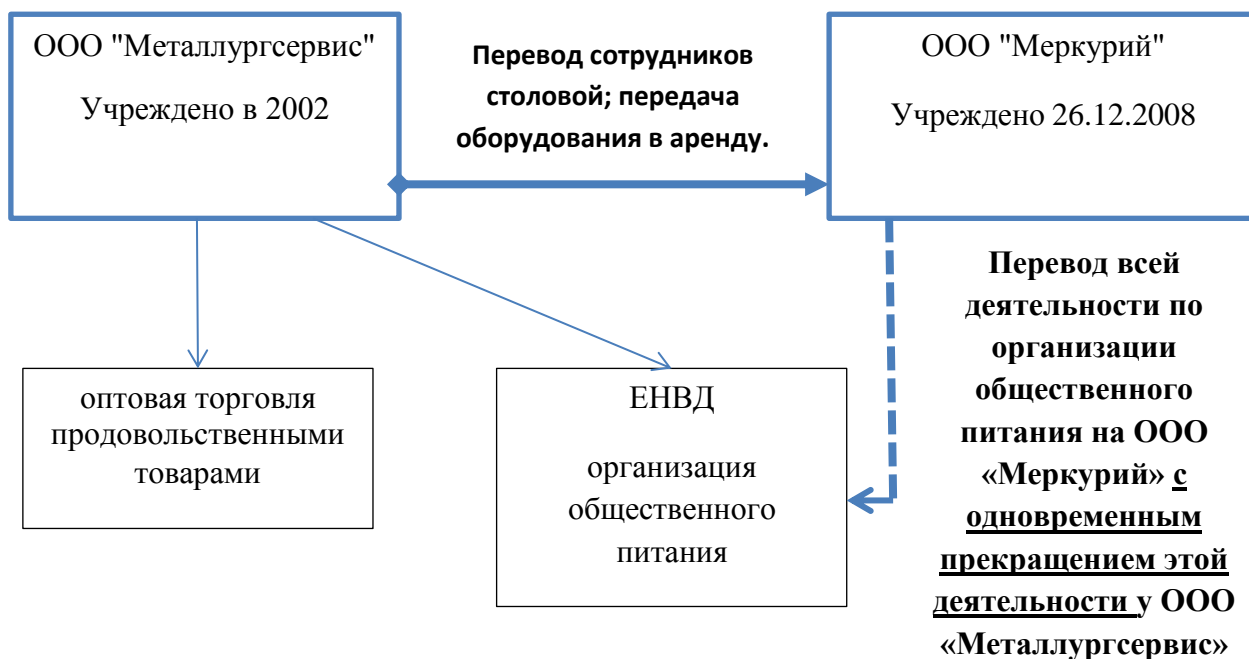 ООО "Металлургсервис"
Учреждено в 2002
Перевод сотрудников
столовой; передача
оборудования в аренду.
ООО "Меркурий"
Учреждено 26.12.2008
оптовая торговля
продовольственными
товарами
ЕНВД
организация
общественного
питания
Перевод всей
деятельности по
организации
общественного
питания на ООО
«Меркурий» с
одновременным
прекращением этой
деятельности у ООО
«Металлургсервис»